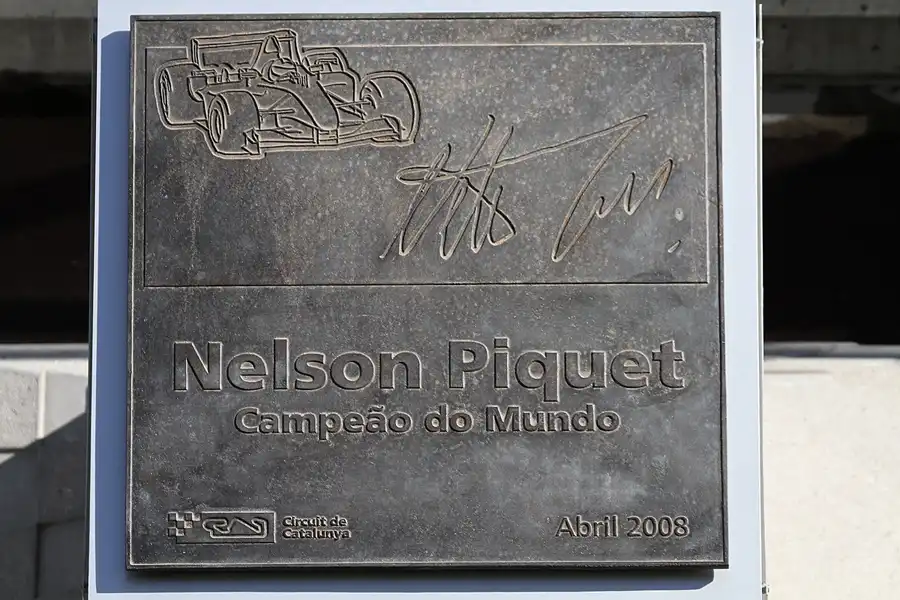 Nelson Piquet
Campeão do Mundo
Circuit de
Catalunya
Abril 2008